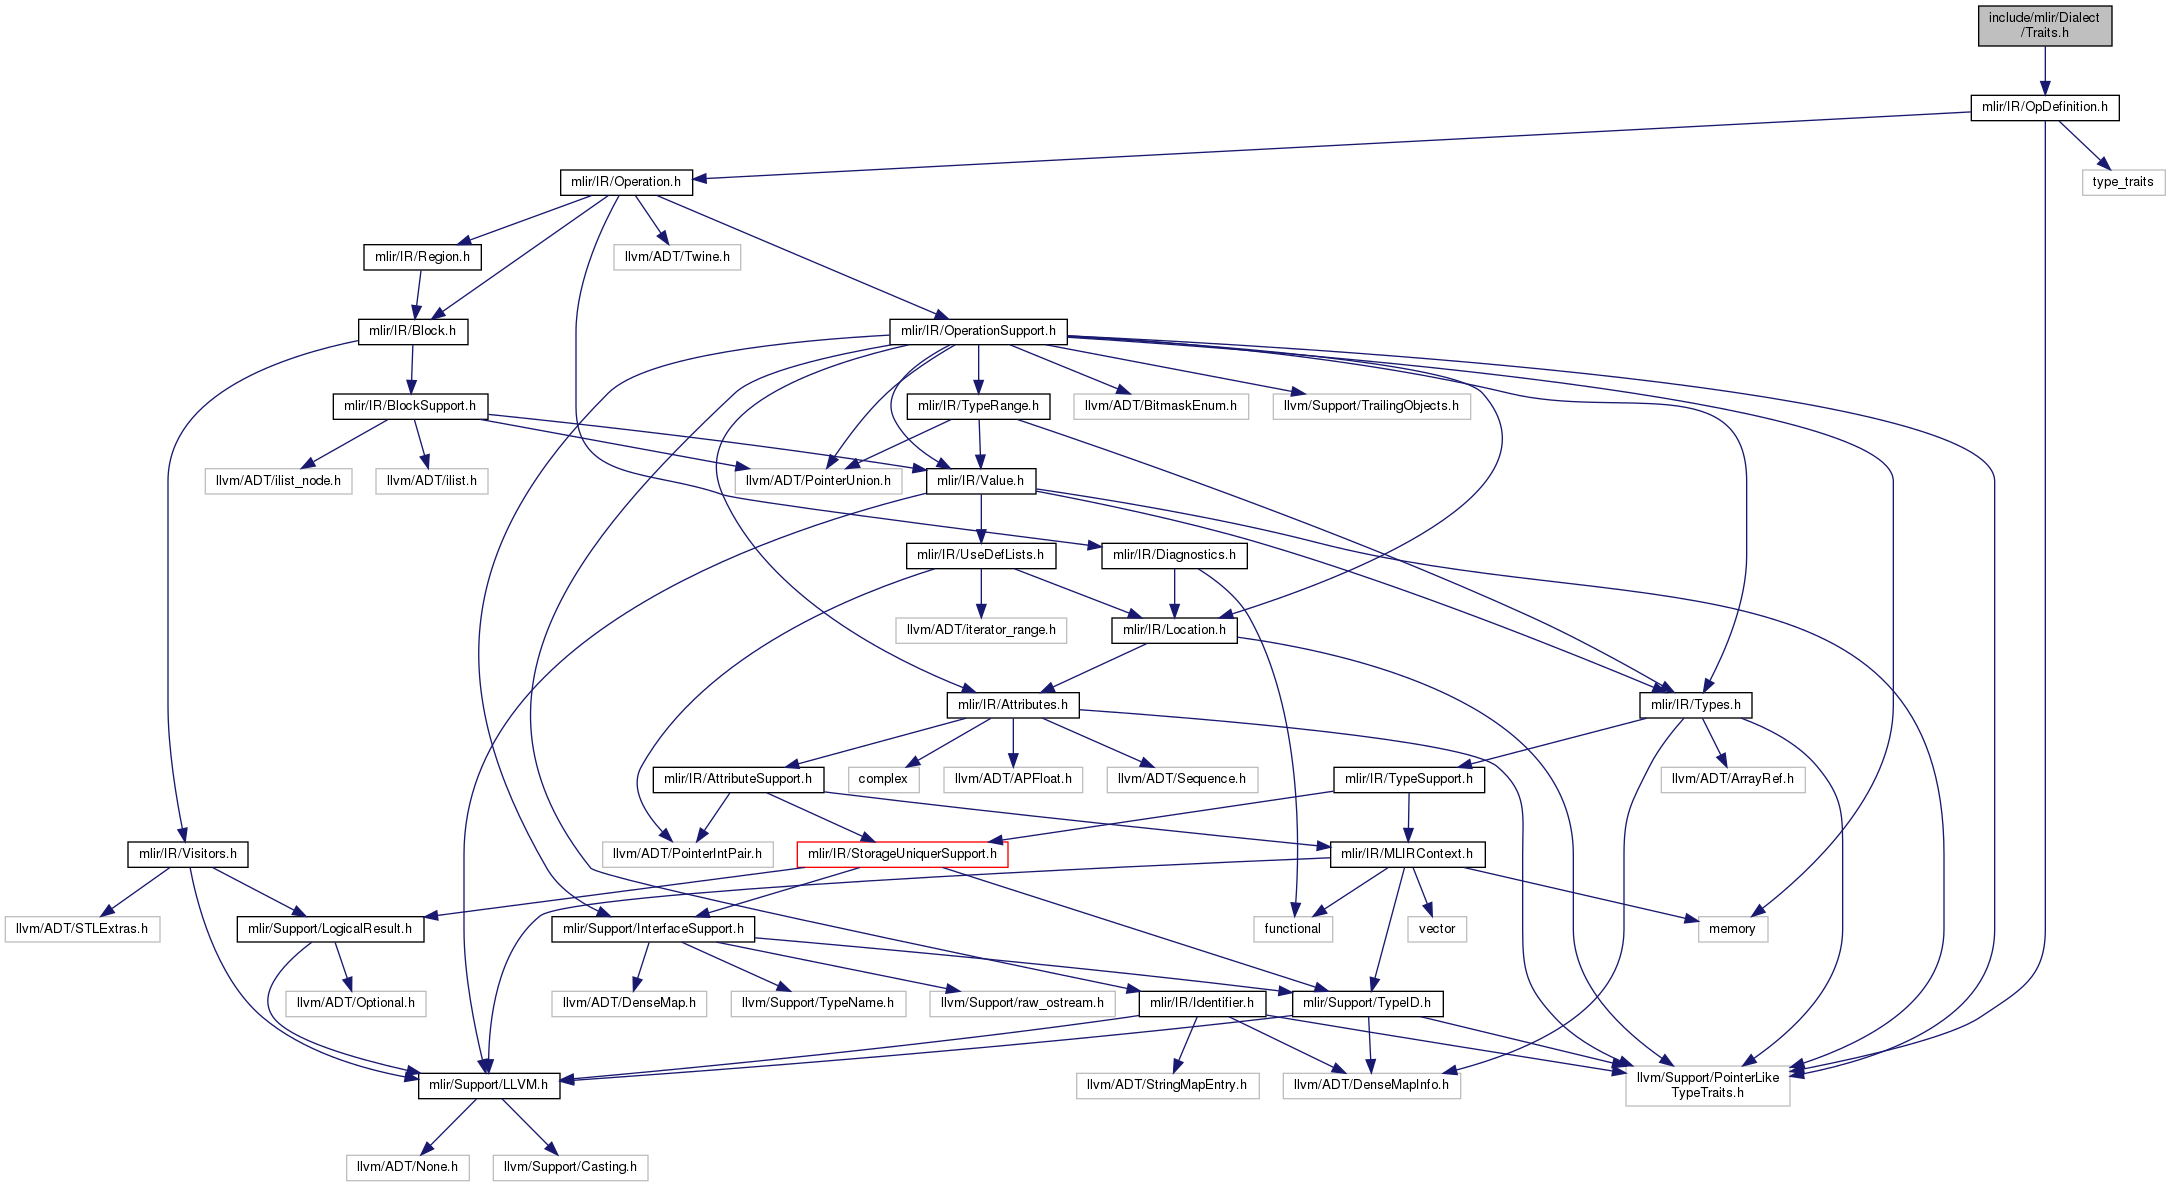 include/mlir/Dialect
/Traits.h
mlir/IR/OpDefinition.h
mlir/IR/Operation.h
type_traits
mlir/IR/Region.h
llvm/ADT/Twine.h
mlir/IR/Block.h
mlir/IR/OperationSupport.h
mlir/IR/BlockSupport.h
mlir/IR/TypeRange.h
llvm/ADT/BitmaskEnum.h
llvm/Support/TrailingObjects.h
llvm/ADT/ilist_node.h
llvm/ADT/ilist.h
llvm/ADT/PointerUnion.h
mlir/IR/Value.h
mlir/IR/UseDefLists.h
mlir/IR/Diagnostics.h
llvm/ADT/iterator_range.h
mlir/IR/Location.h
mlir/IR/Attributes.h
mlir/IR/Types.h
mlir/IR/AttributeSupport.h
complex
llvm/ADT/APFloat.h
llvm/ADT/Sequence.h
mlir/IR/TypeSupport.h
llvm/ADT/ArrayRef.h
mlir/IR/Visitors.h
llvm/ADT/PointerIntPair.h
mlir/IR/StorageUniquerSupport.h
mlir/IR/MLIRContext.h
llvm/ADT/STLExtras.h
mlir/Support/LogicalResult.h
mlir/Support/InterfaceSupport.h
functional
vector
memory
llvm/ADT/Optional.h
llvm/ADT/DenseMap.h
llvm/Support/TypeName.h
llvm/Support/raw_ostream.h
mlir/IR/Identifier.h
mlir/Support/TypeID.h
mlir/Support/LLVM.h
llvm/ADT/StringMapEntry.h
llvm/ADT/DenseMapInfo.h
llvm/Support/PointerLike
TypeTraits.h
llvm/ADT/None.h
llvm/Support/Casting.h